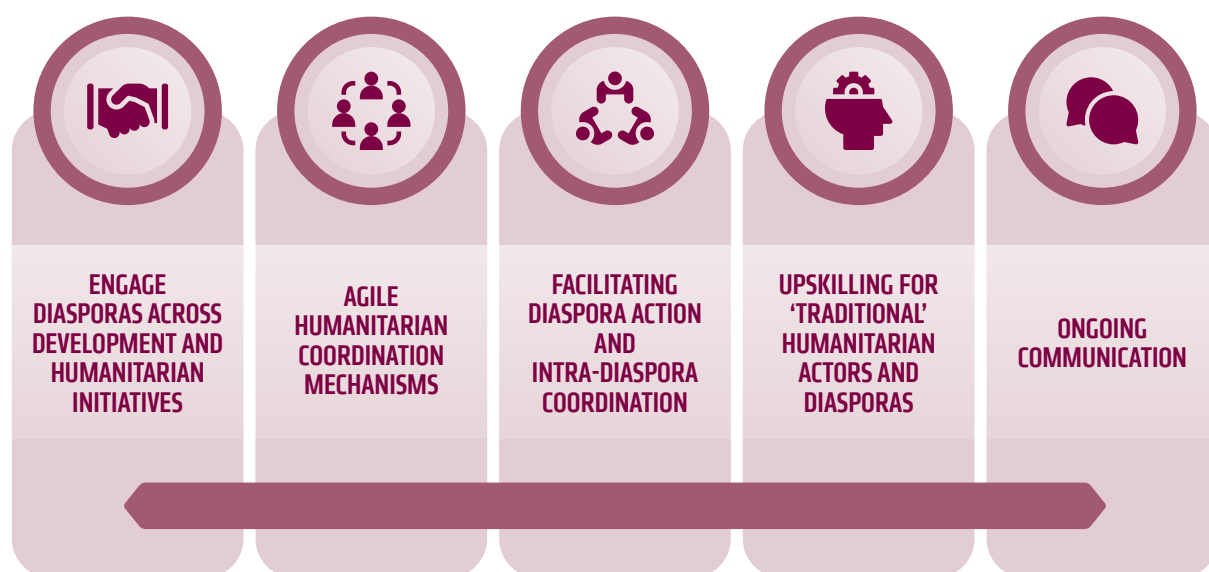 ENGAGE
DIASPORAS ACROSS
DEVELOPMENT AND
HUMANITARIAN
INITIATIVES
AGILE
HUMANITARIAN
COORDINATION
MECHANISMS
FACILITATING
DIASPORA ACTION
AND
INTRA-DIASPORA
COORDINATION
UPSKILLING FOR
‘TRADITIONAL’
HUMANITARIAN
ACTORS AND
DIASPORAS
ONGOING
COMMUNICATION